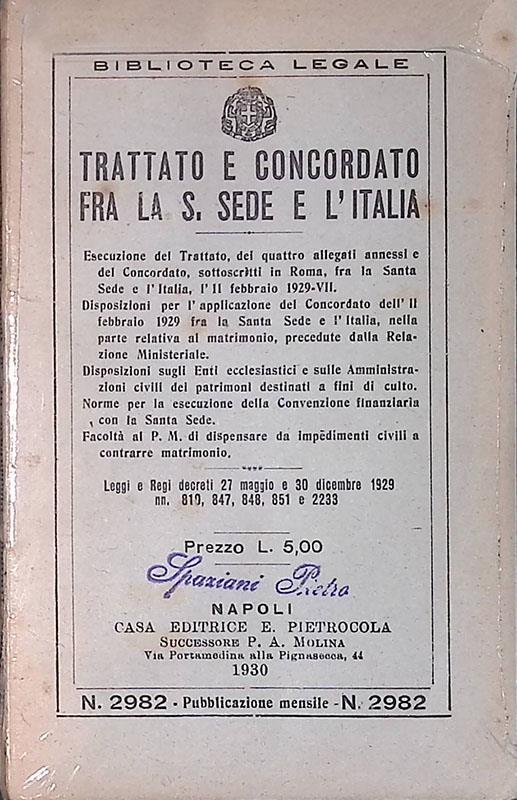 BIBLIOTECA LEGALE
TRATTATO E CONCORDATO
FRA LA S. SEDE E L'ITALIA
Esecuzione del Trattato, dei quattro allegati annessi e
del Concordato, sottoscritti in Roma, fra la Santa
Sede e l'Italia, l'11 febbraio 1929-VII.
Disposizioni per l'applicazione del Concordato dell'11
febbraio 1929 fra la Santa Sede e l'Italia, nella
parte relativa al matrimonio, precedute dalla Rela-
zione Ministeriale.
Disposizioni sugli Enti ecclesiastici e sulle Amministra-
zioni civili dei patrimoni destinati a fini di culto.
Norme per la esecuzione della Convenzione finanziaria
con la Santa Sede.
Facoltà al P. M. di dispensare da impedimenti civili a
contrarre matrimonio.
Leggi e Regi decreti 27 maggio e 30 dicembre 1929
nn. 810, 847, 848, 851 e 2233
Prezzo L. 5,00
Spaziani Pietro
NAPOLI
CASA EDITRICE E. PIETROCOLA
SUCCESSORE P. A. MOLINA
Via Portamedina alla Pignasecca, 44
1930
N. 2982 - Pubblicazione mensile - N. 2982